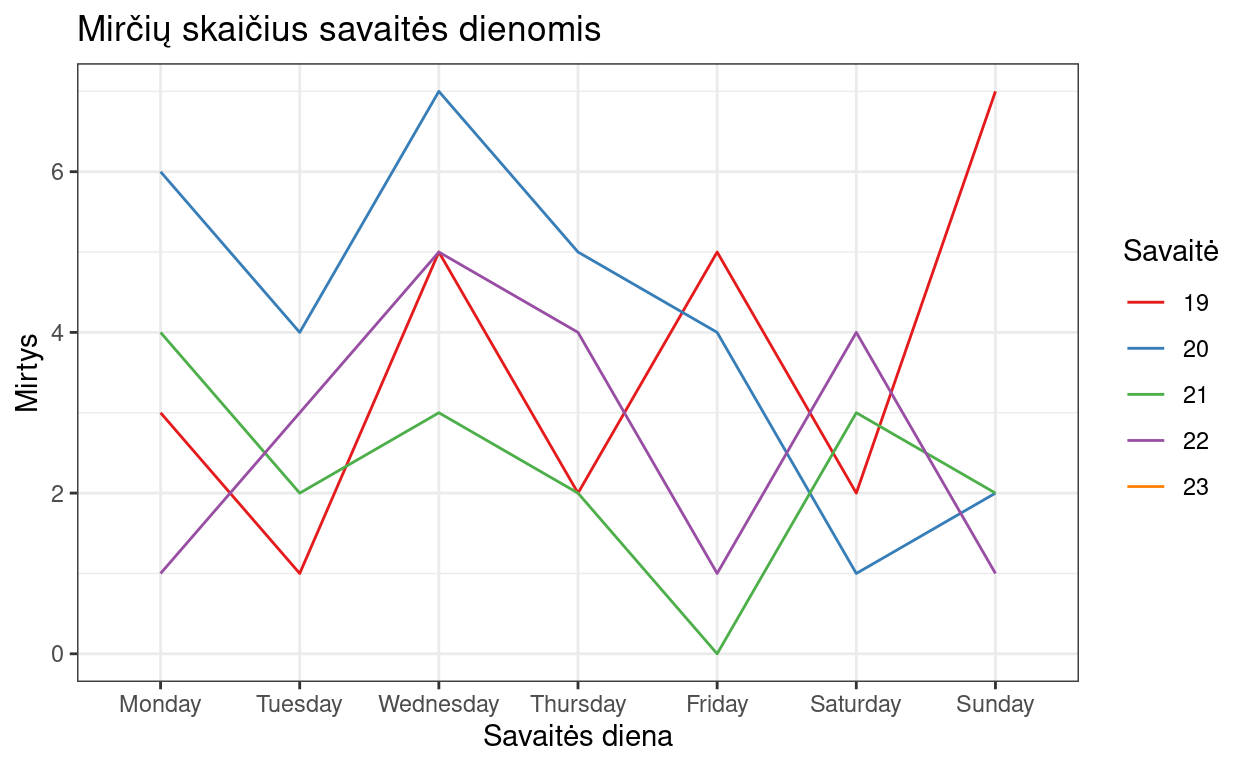 Mirčių skaičius savaitės dienomis
Mirtys
6
4
2
0
Monday Tuesday Wednesday Thursday Friday Saturday Sunday
Savaitės diena
Savaitė
19
20
21
22
23